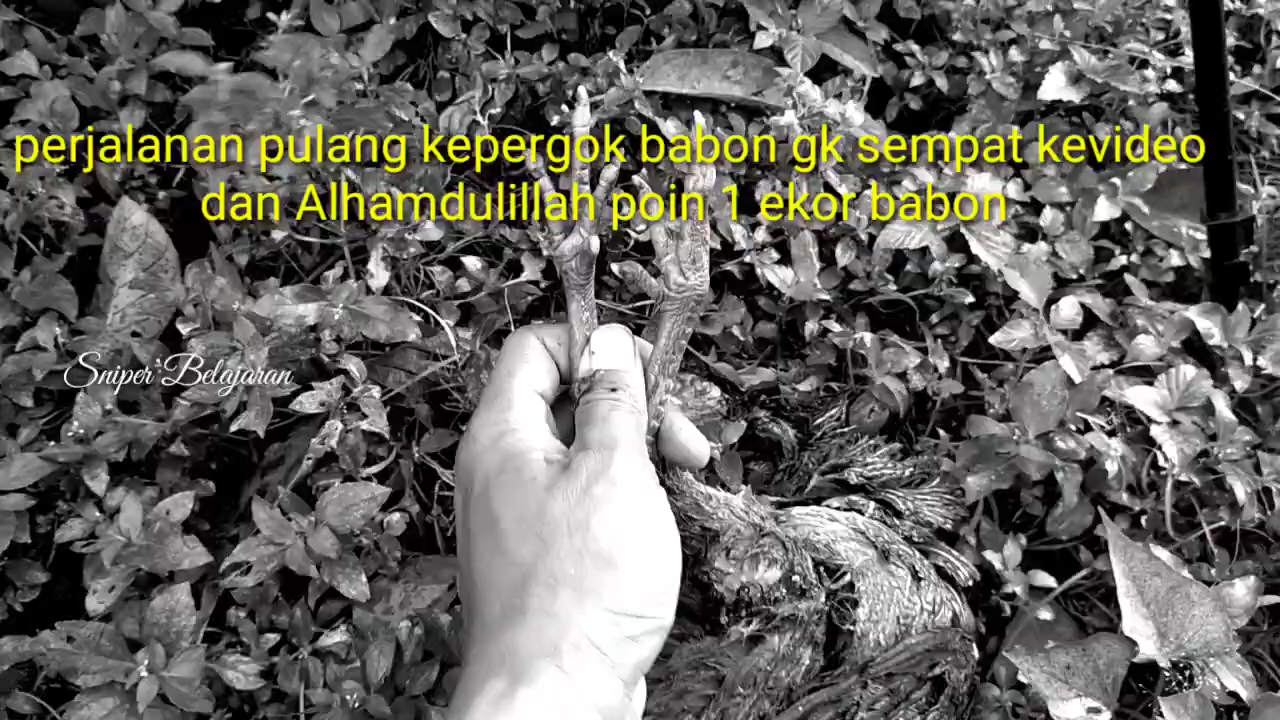 perjalanan pulang kepergok babon gk sempat kevideo
dan Alhamdulillah poin 1 ekor babon
Sniper Belajaran